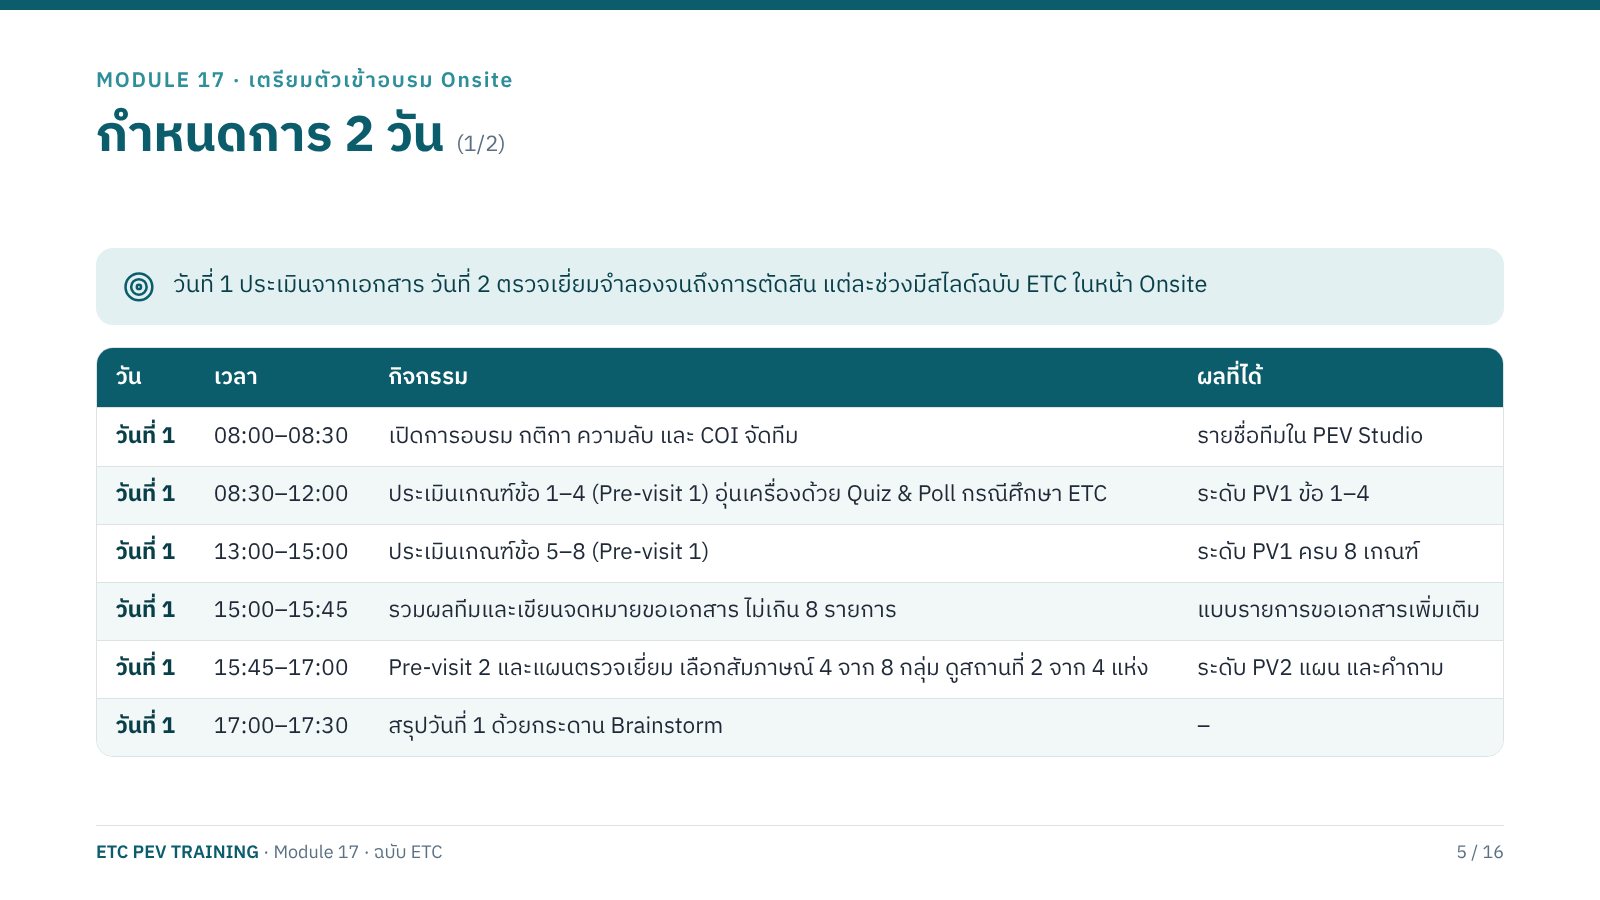 MODULE 17 · เตรียมตัวเข้าอบรม Onsite
กำหนดการ 2 วัน (1/2)
วันที่ 1 ประเมินจากเอกสาร วันที่ 2 ตรวจเยี่ยมจำลองจนถึงการตัดสิน แต่ละช่วงมีสไลด์ฉบับ ETC ในหน้า Onsite
วัน เวลา กิจกรรม ผลที่ได้
วันที่ 1 08:00–08:30 เปิดการอบรม กติกา ความลับ และ COI จัดทีม รายชื่อทีมใน PEV Studio
วันที่ 1 08:30–12:00 ประเมินเกณฑ์ข้อ 1–4 (Pre-visit 1) อุ่นเครื่องด้วย Quiz & Poll กรณีศึกษา ETC ระดับ PV1 ข้อ 1–4
วันที่ 1 13:00–15:00 ประเมินเกณฑ์ข้อ 5–8 (Pre-visit 1) ระดับ PV1 ครบ 8 เกณฑ์
วันที่ 1 15:00–15:45 รวมผลทีมและเขียนจดหมายขอเอกสาร ไม่เกิน 8 รายการ แบบรายการขอเอกสารเพิ่มเติม
วันที่ 1 15:45–17:00 Pre-visit 2 และแผนตรวจเยี่ยม เลือกสัมภาษณ์ 4 จาก 8 กลุ่ม ดูสถานที่ 2 จาก 4 แห่ง ระดับ PV2 แผน และคำถาม
วันที่ 1 17:00–17:30 สรุปวันที่ 1 ด้วยกระดาน Brainstorm –
ETC PEV TRAINING · Module 17 · ฉบับ ETC 5 / 16